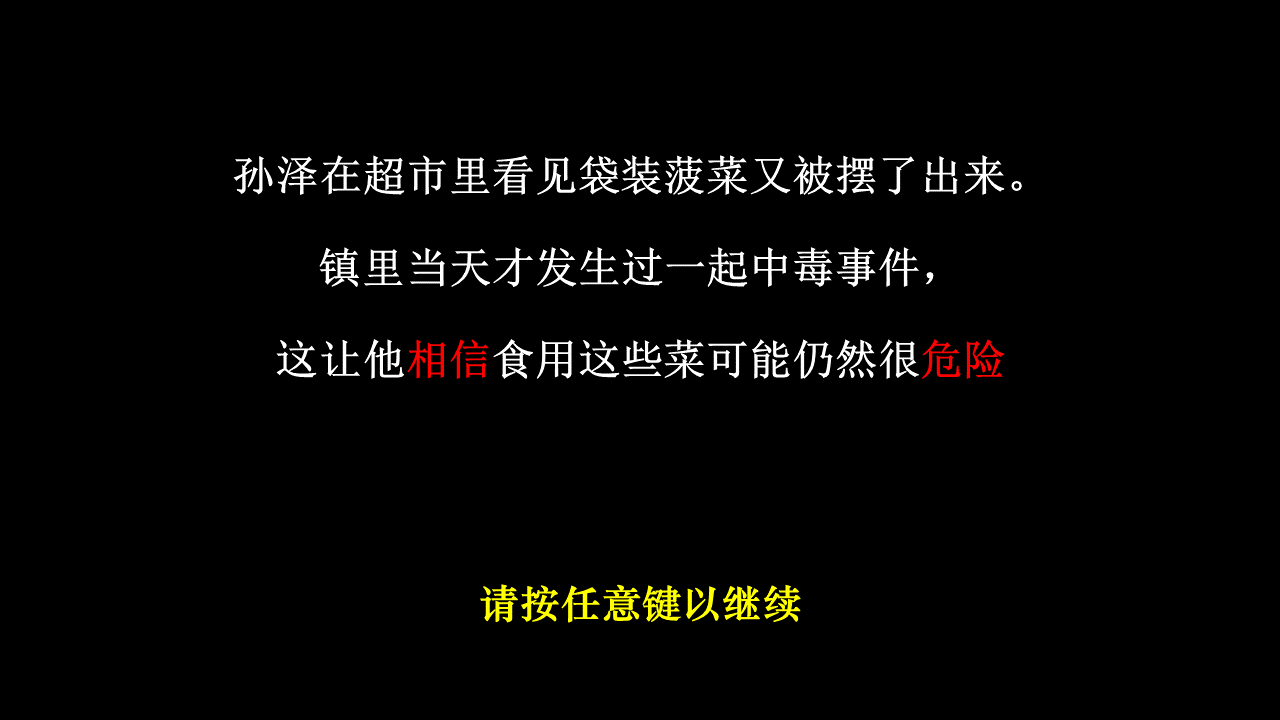 孙泽在超市里看见袋装菠菜又被摆了出来。
镇里当天才发生过一起中毒事件，
这让他相信食用这些菜可能仍然很危险
请按任意键以继续